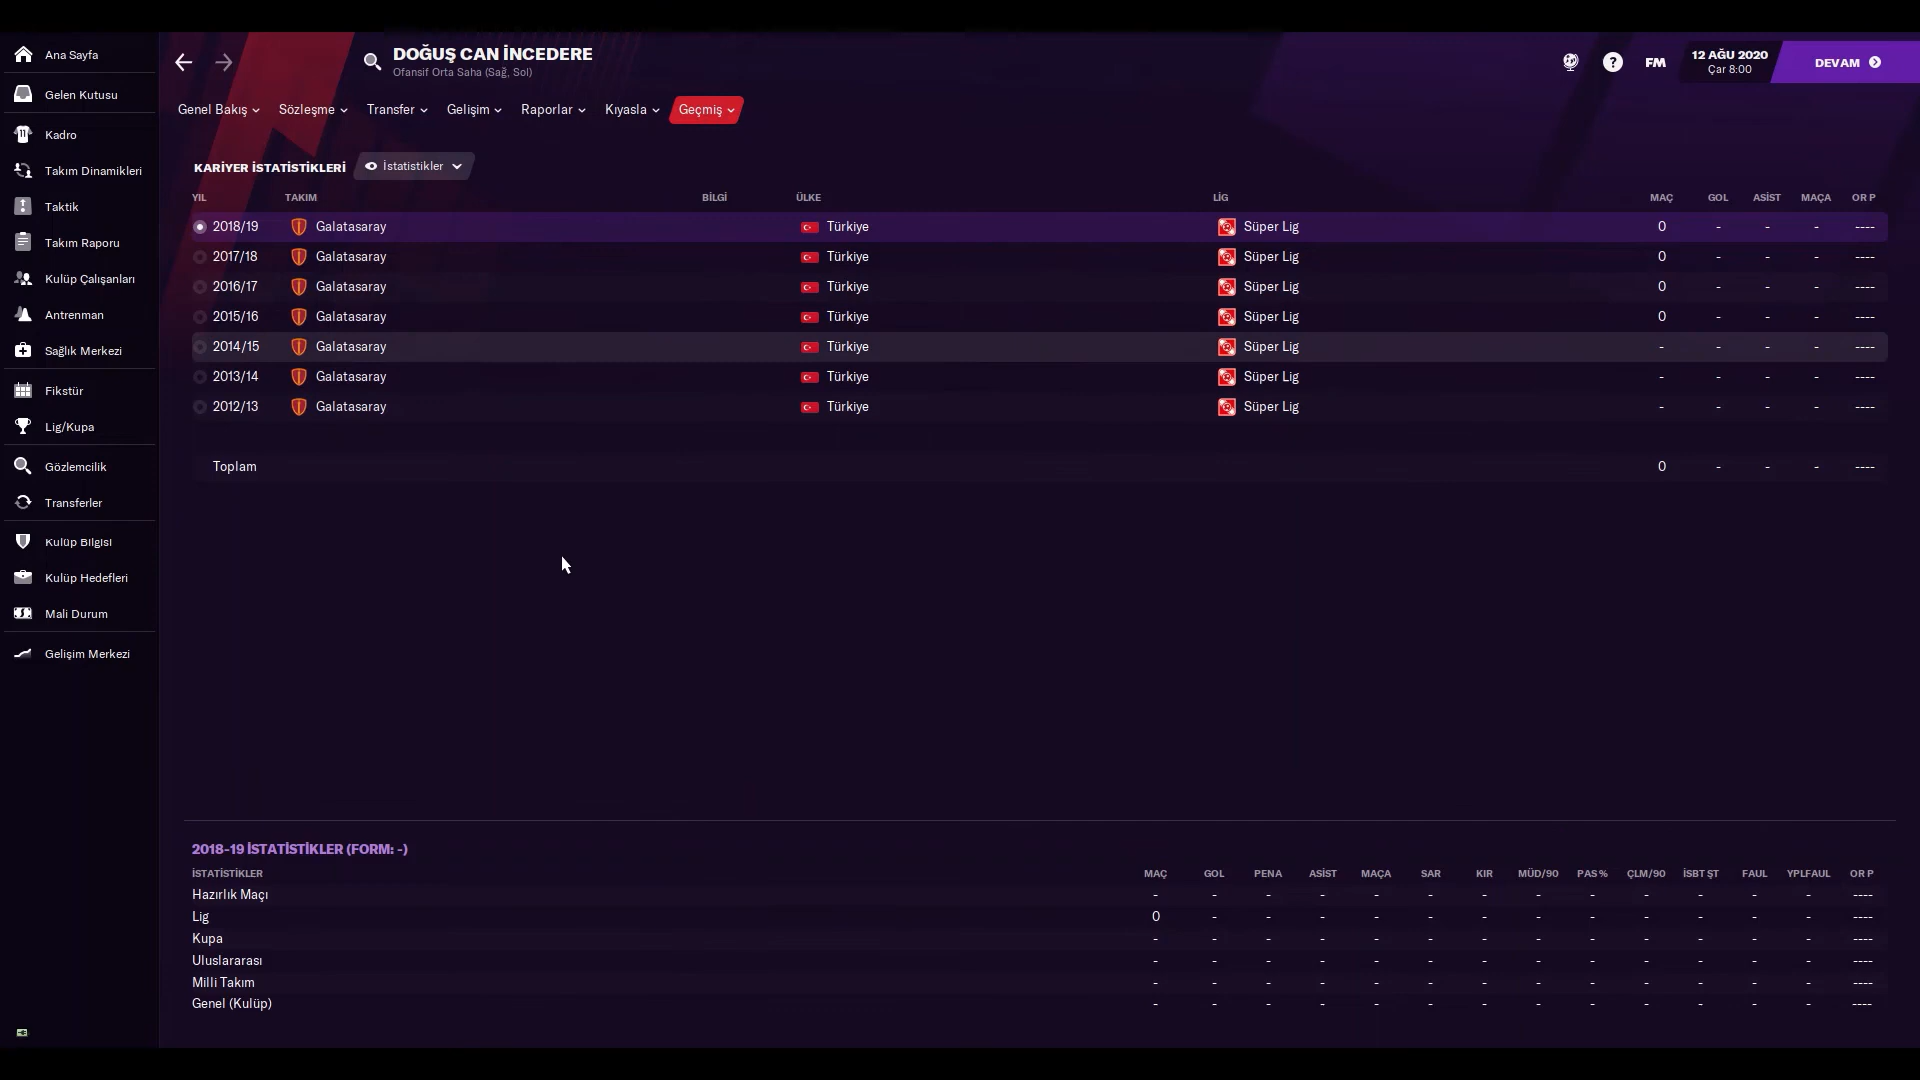 Ana Sayfa
Gelen Kutusu
Kadro
Takım Dinamikleri
Taktik
Takım Raporu
Kulüp Çalışanları
Antrenman
Sağlık Merkezi
Fikstür
Lig/Kupa
Gözlemcilik
Transferler
Kulüp Bilgisi
Kulüp Hedefleri
Mali Durum
Gelişim Merkezi
DOĞUŞ CAN İNCEDERE
Ofansif Orta Saha (Sağ, Sol)
FM
12 AĞU 2020
Çar 8:00
DEVAM
Genel Bakış Sözleşme Transfer Gelişim Raporlar Kıyasla Geçmiş
KARİYER İSTATİSTİKLERİ İstatistikler
YIL TAKIM BİLGİ ÜLKE LİG MAÇ GOL ASİST MAÇA OR P
2018/19 Galatasaray Türkiye Süper Lig 0 - - - ----
2017/18 Galatasaray Türkiye Süper Lig 0 - - - ----
2016/17 Galatasaray Türkiye Süper Lig 0 - - - ----
2015/16 Galatasaray Türkiye Süper Lig 0 - - - ----
2014/15 Galatasaray Türkiye Süper Lig - - - - ----
2013/14 Galatasaray Türkiye Süper Lig - - - - ----
2012/13 Galatasaray Türkiye Süper Lig - - - - ----
Toplam 0 - - - ----
2018-19 İSTATİSTİKLER (FORM: -)
İSTATİSTİKLER MAÇ GOL PENA ASİST MAÇA SAR KIR MÜD/90 PAS % ÇLM/90 İSBT ŞT FAUL YPLFAUL OR P
Hazırlık Maçı - - - - - - - - - - - - - ----
Lig 0 - - - - - - - - - - - - ----
Kupa - - - - - - - - - - - - - ----
Uluslararası - - - - - - - - - - - - - ----
Milli Takım - - - - - - - - - - - - - ----
Genel (Kulüp) - - - - - - - - - - - - - ----